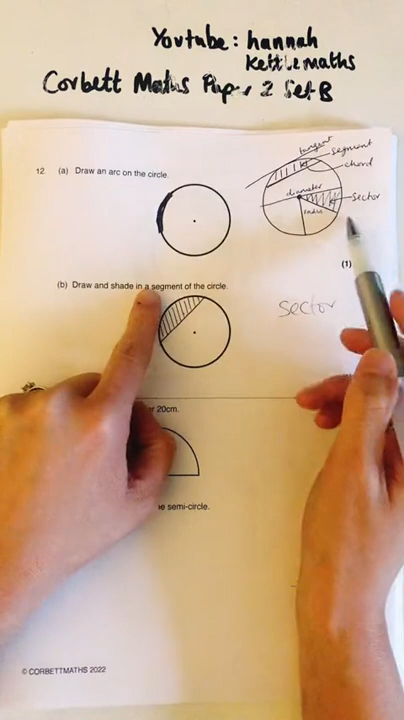 Youtube: hannah
kettlemaths
Corbett Maths Paper 2 Set B
12 (a) Draw an arc on the circle.
tangent
segment
chord
diameter
sector
radius
(1)
(b) Draw and shade in a segment of the circle.
sector
20cm.
semi-circle.
© CORBETTMATHS 2022